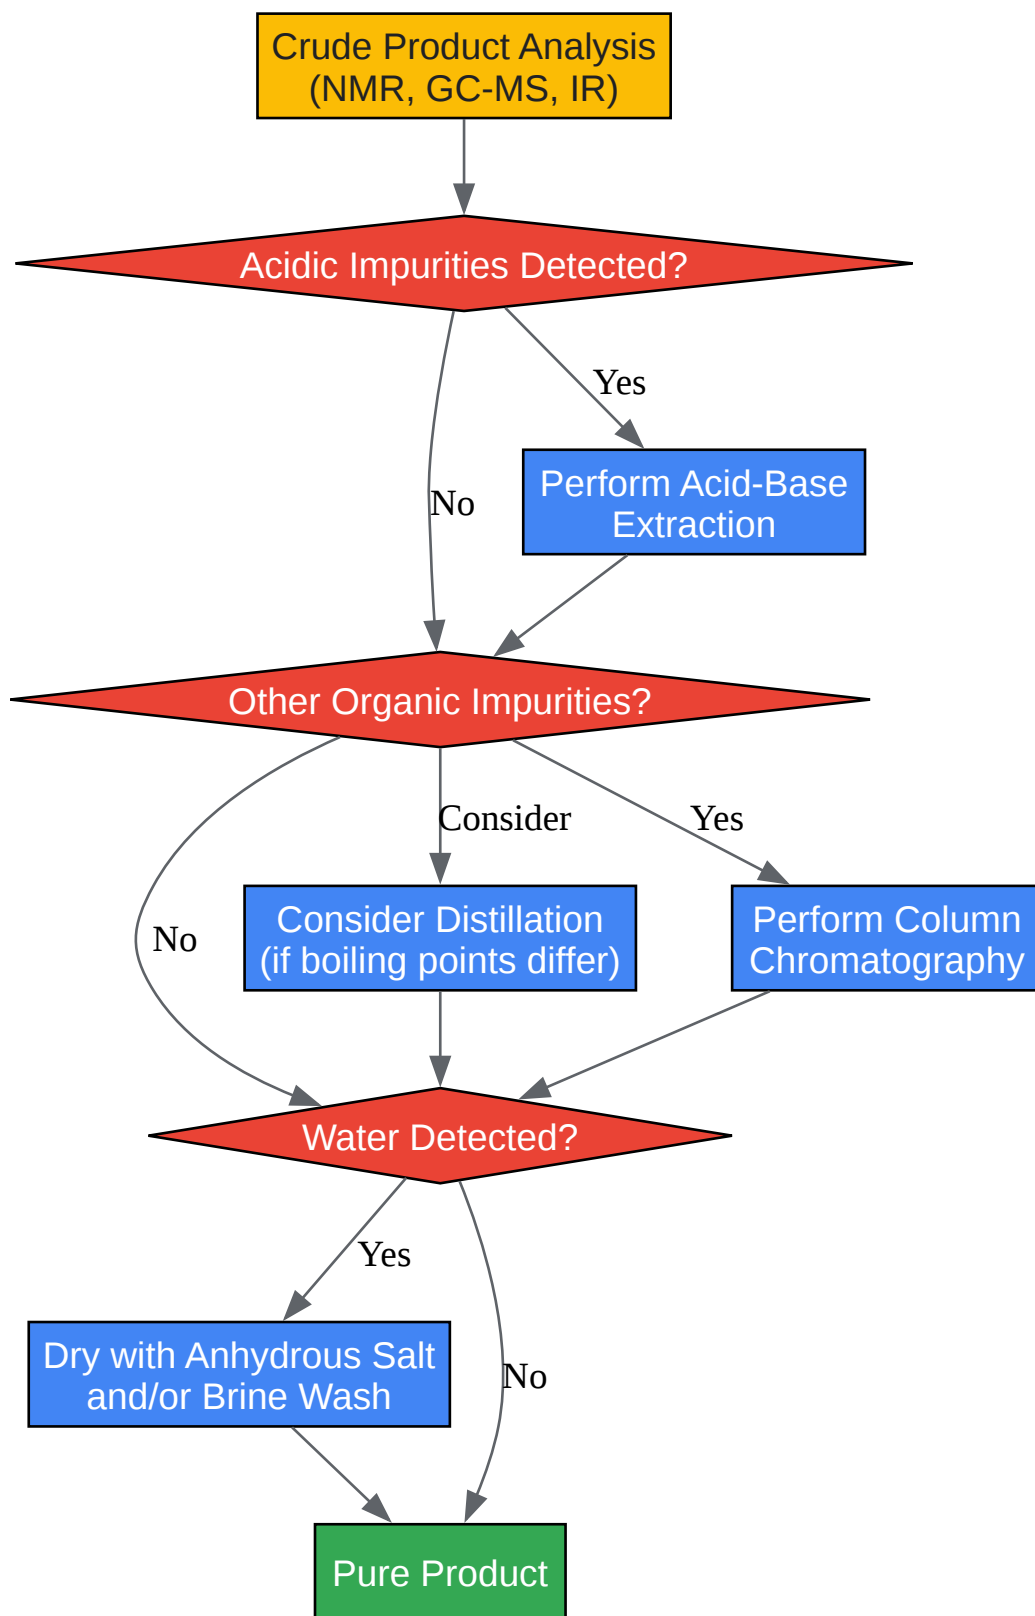 Crude Product Analysis
(NMR, GC-MS, IR)
Acidic Impurities Detected?
Yes
Perform Acid-Base
Extraction
No
Other Organic Impurities?
Consider
Yes
Consider Distillation
(if boiling points differ)
Perform Column
Chromatography
No
Water Detected?
Yes
Dry with Anhydrous Salt
and/or Brine Wash
No
Pure Product